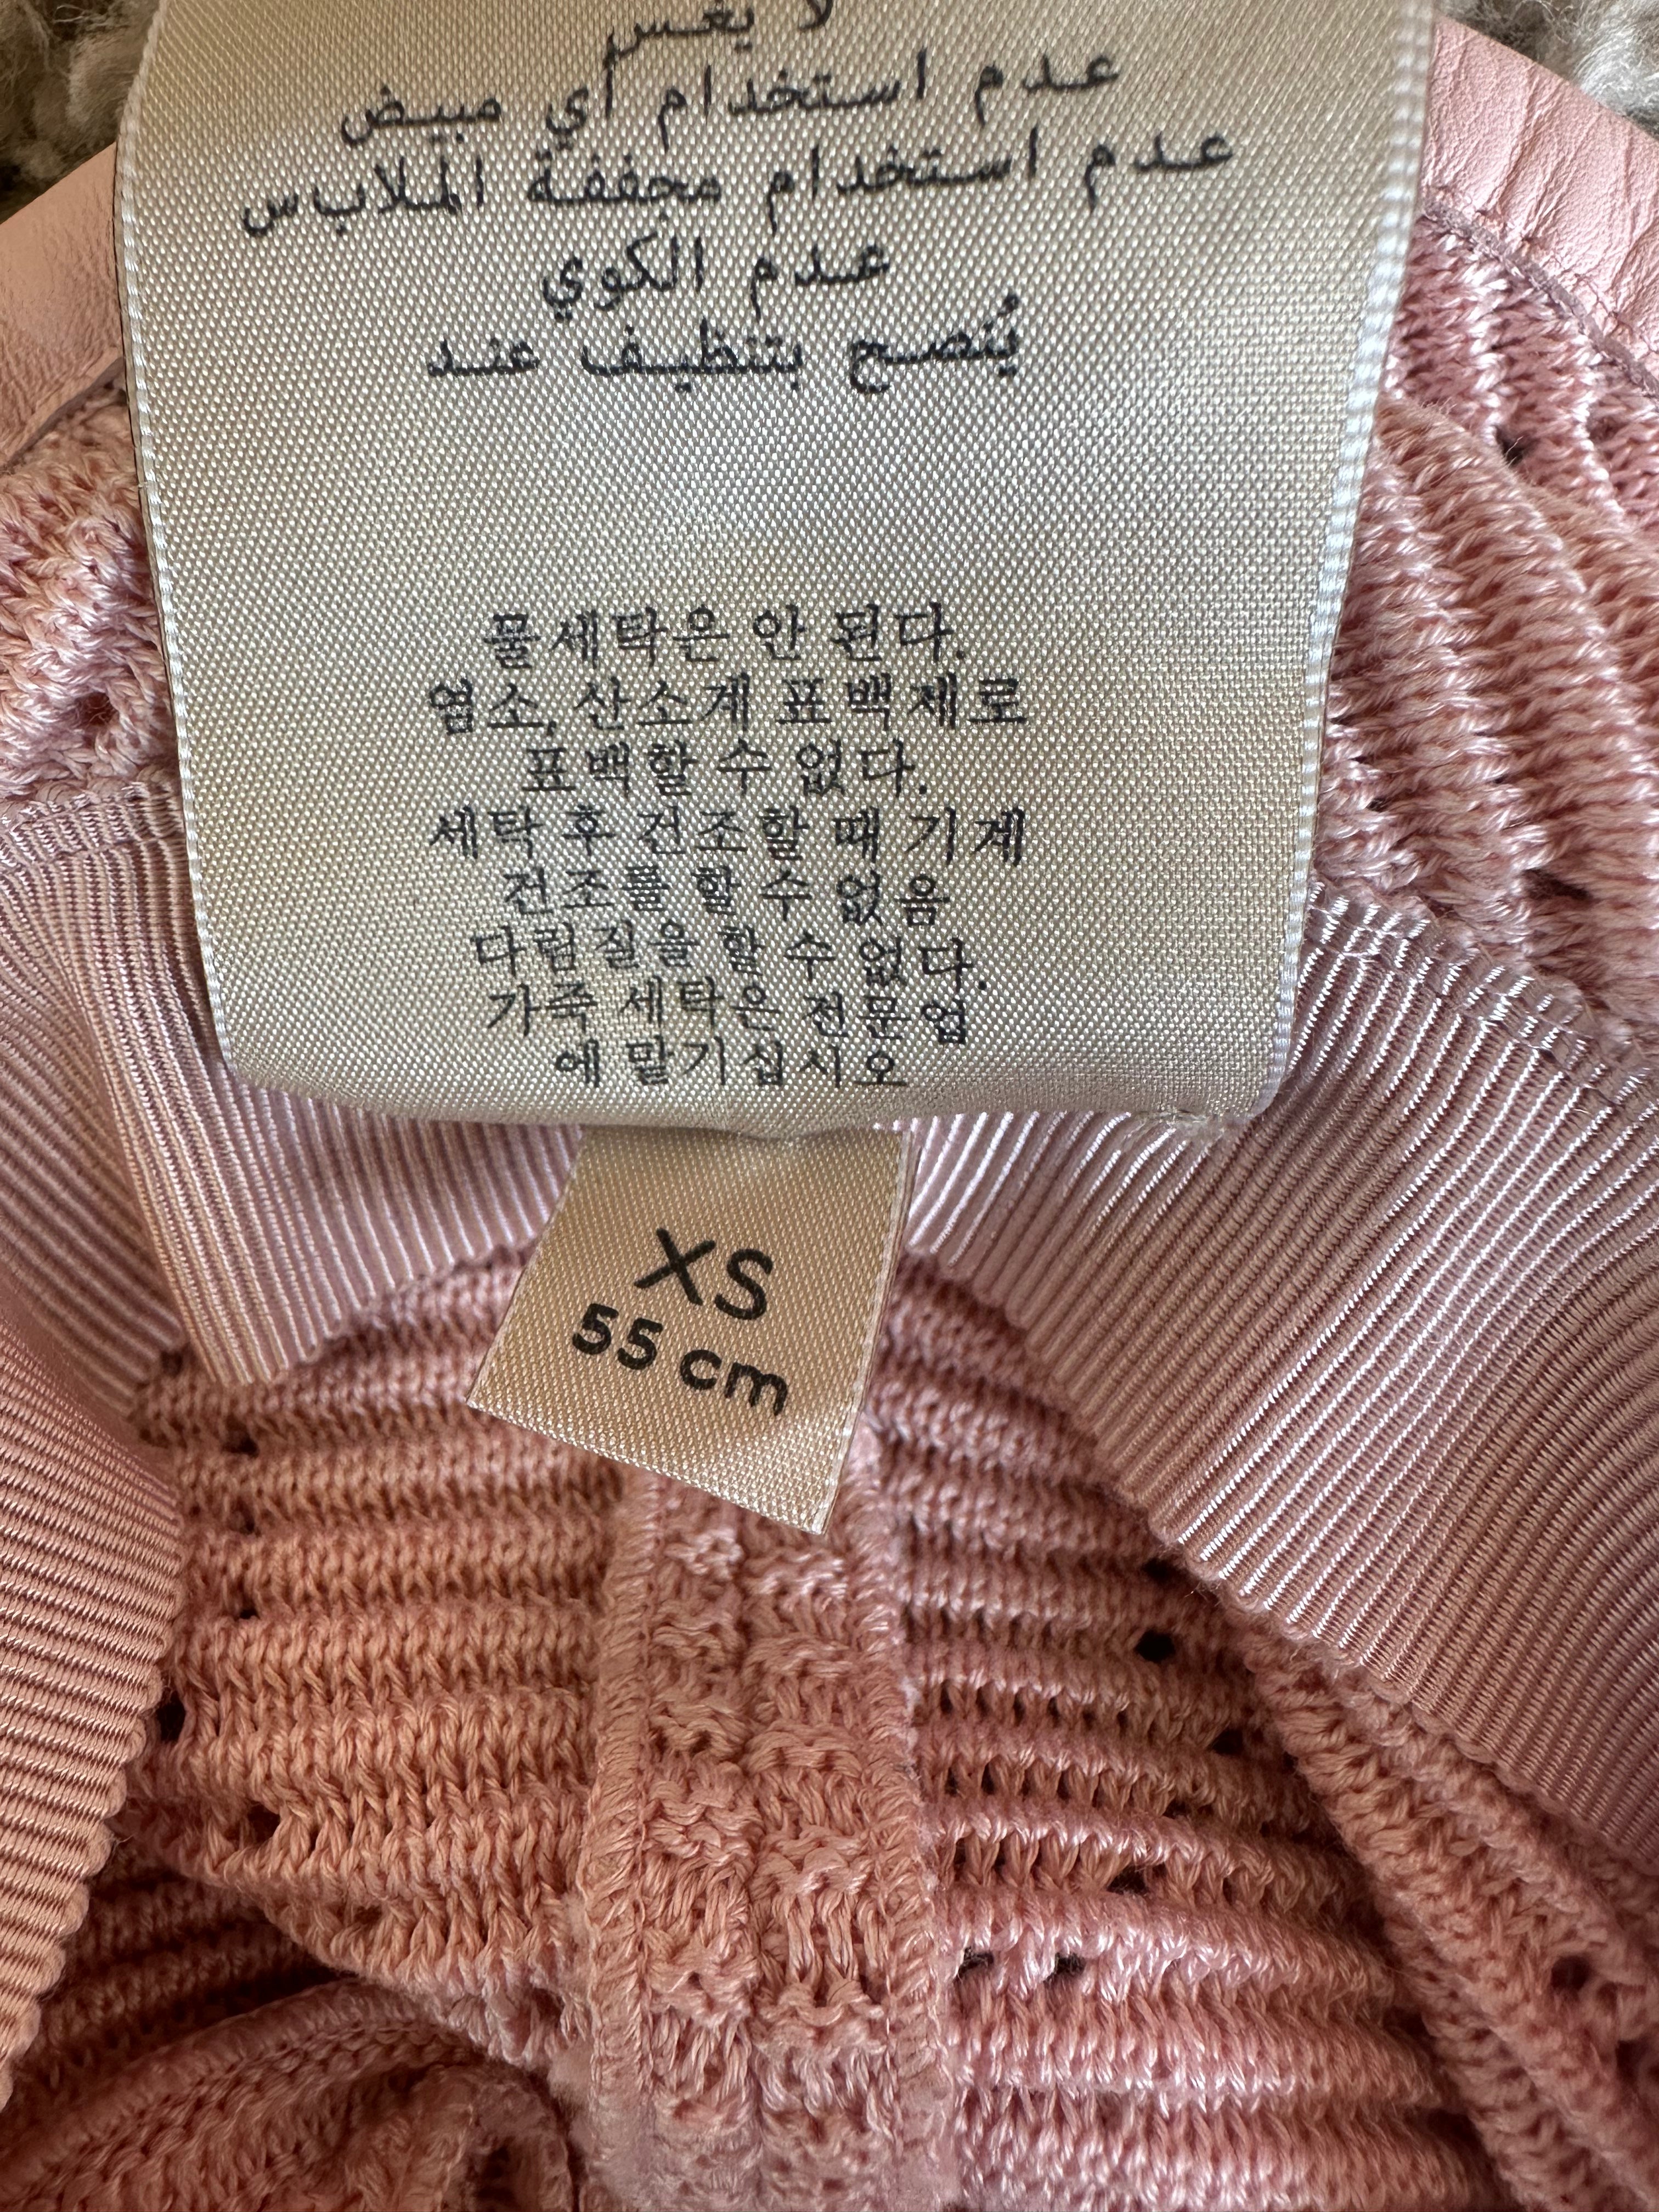 لا يغس
عدم استخدام أي مبيض
عدم استخدام مجففة الملابس
عدم الكوي
يُنصح بتنظيف عند
물세탁은 안 된다.
염소, 산소계 표백제로
표백할 수 없다.
세탁 후 건조할 때 기계
건조를 할 수 없음
다림질을 할 수 없다.
가죽 세탁은 전문업
에 맡기십시오
XS
55 cm